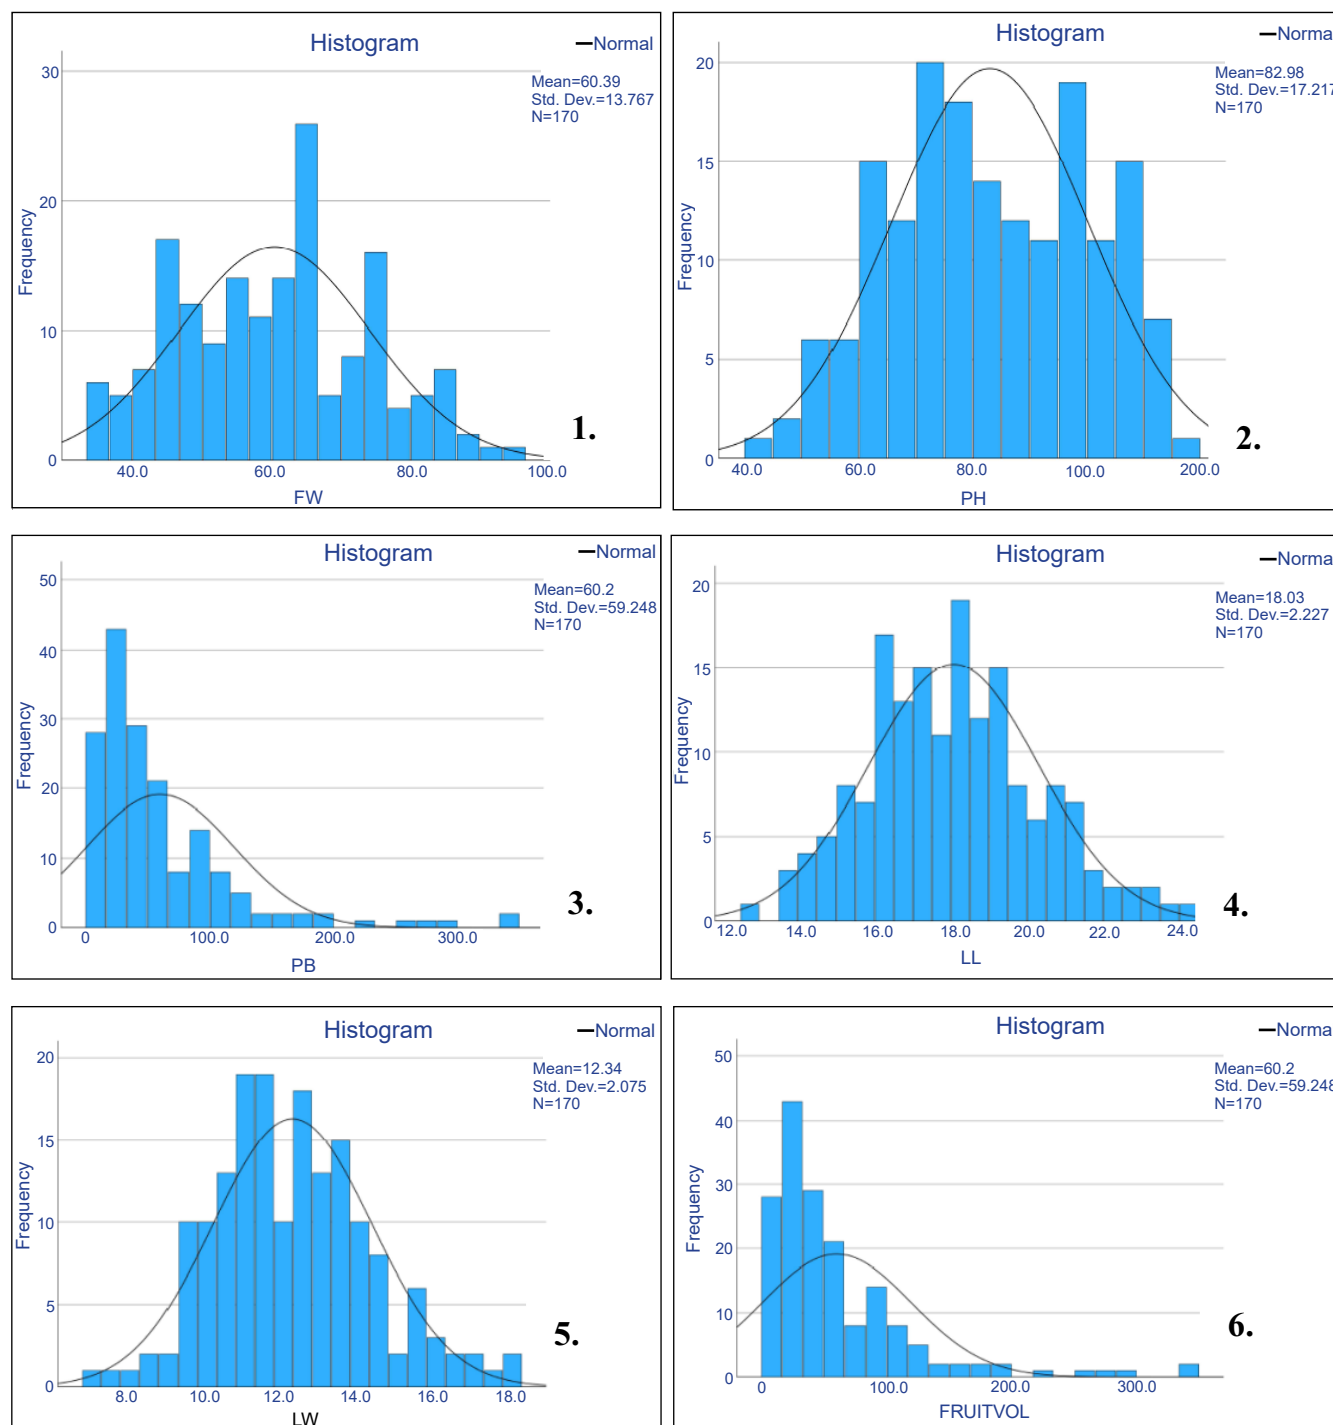 Histogram
—Normal
Mean=60.39
Std. Dev.=13.767
N=170
30
20
10
0
Frequency
40.0 60.0 80.0 100.0
FW
1.
Histogram
—Norma
Mean=82.98
Std. Dev.=17.217
N=170
20
15
10
5
0
Frequency
40.0 60.0 80.0 100.0 200.0
PH
2.
Histogram
—Normal
Mean=60.2
Std. Dev.=59.248
N=170
50
40
30
20
10
0
Frequency
0 100.0 200.0 300.0
PB
3.
Histogram
—Norma
Mean=18.03
Std. Dev.=2.227
N=170
20
15
10
5
0
Frequency
12.0 14.0 16.0 18.0 20.0 22.0 24.0
LL
4.
Histogram
—Normal
Mean=12.34
Std. Dev.=2.075
N=170
20
15
10
5
0
Frequency
8.0 10.0 12.0 14.0 16.0 18.0
LW
5.
Histogram
—Norma
Mean=60.2
Std. Dev.=59.248
N=170
50
40
30
20
10
0
Frequency
0 100.0 200.0 300.0
FRUITVOL
6.